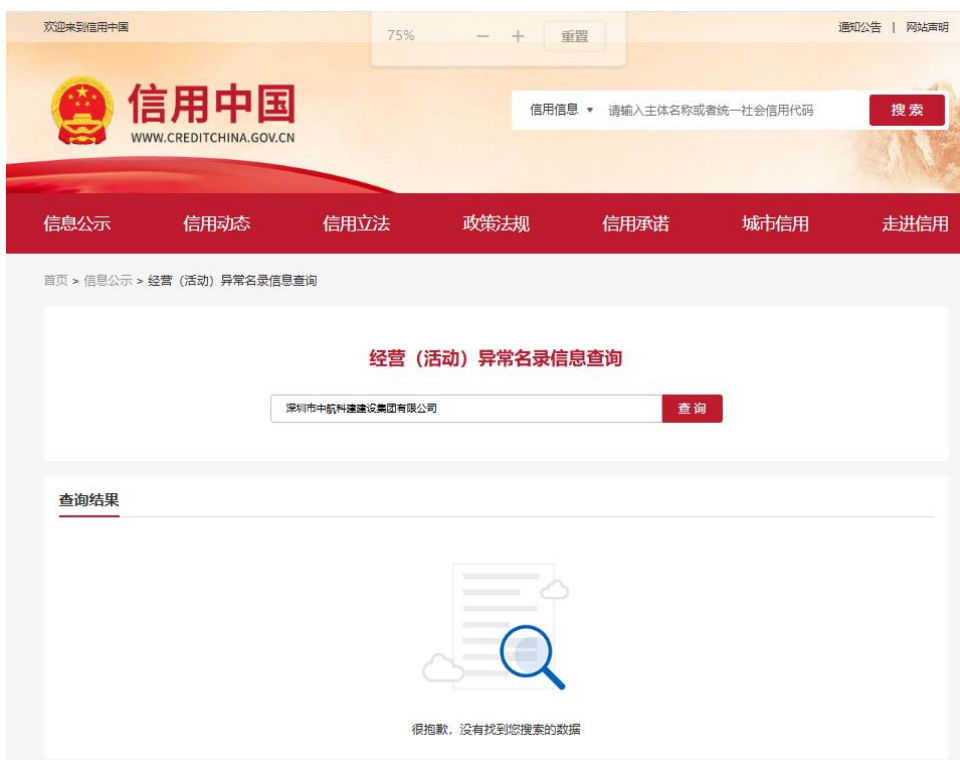 欢迎来到信用中国
75% — + 重置
通知公告 | 网站声明
信用中国
WWW.CREDITCHINA.GOV.CN
信用信息 ▾ 请输入主体名称或者统一社会信用代码 搜索
信息公示 信用动态 信用立法 政策法规 信用承诺 城市信用 走进信用
首页 > 信息公示 > 经营（活动）异常名录信息查询
经营（活动）异常名录信息查询
深圳市中航科建建设集团有限公司 查询
查询结果
很抱歉，没有找到您搜索的数据